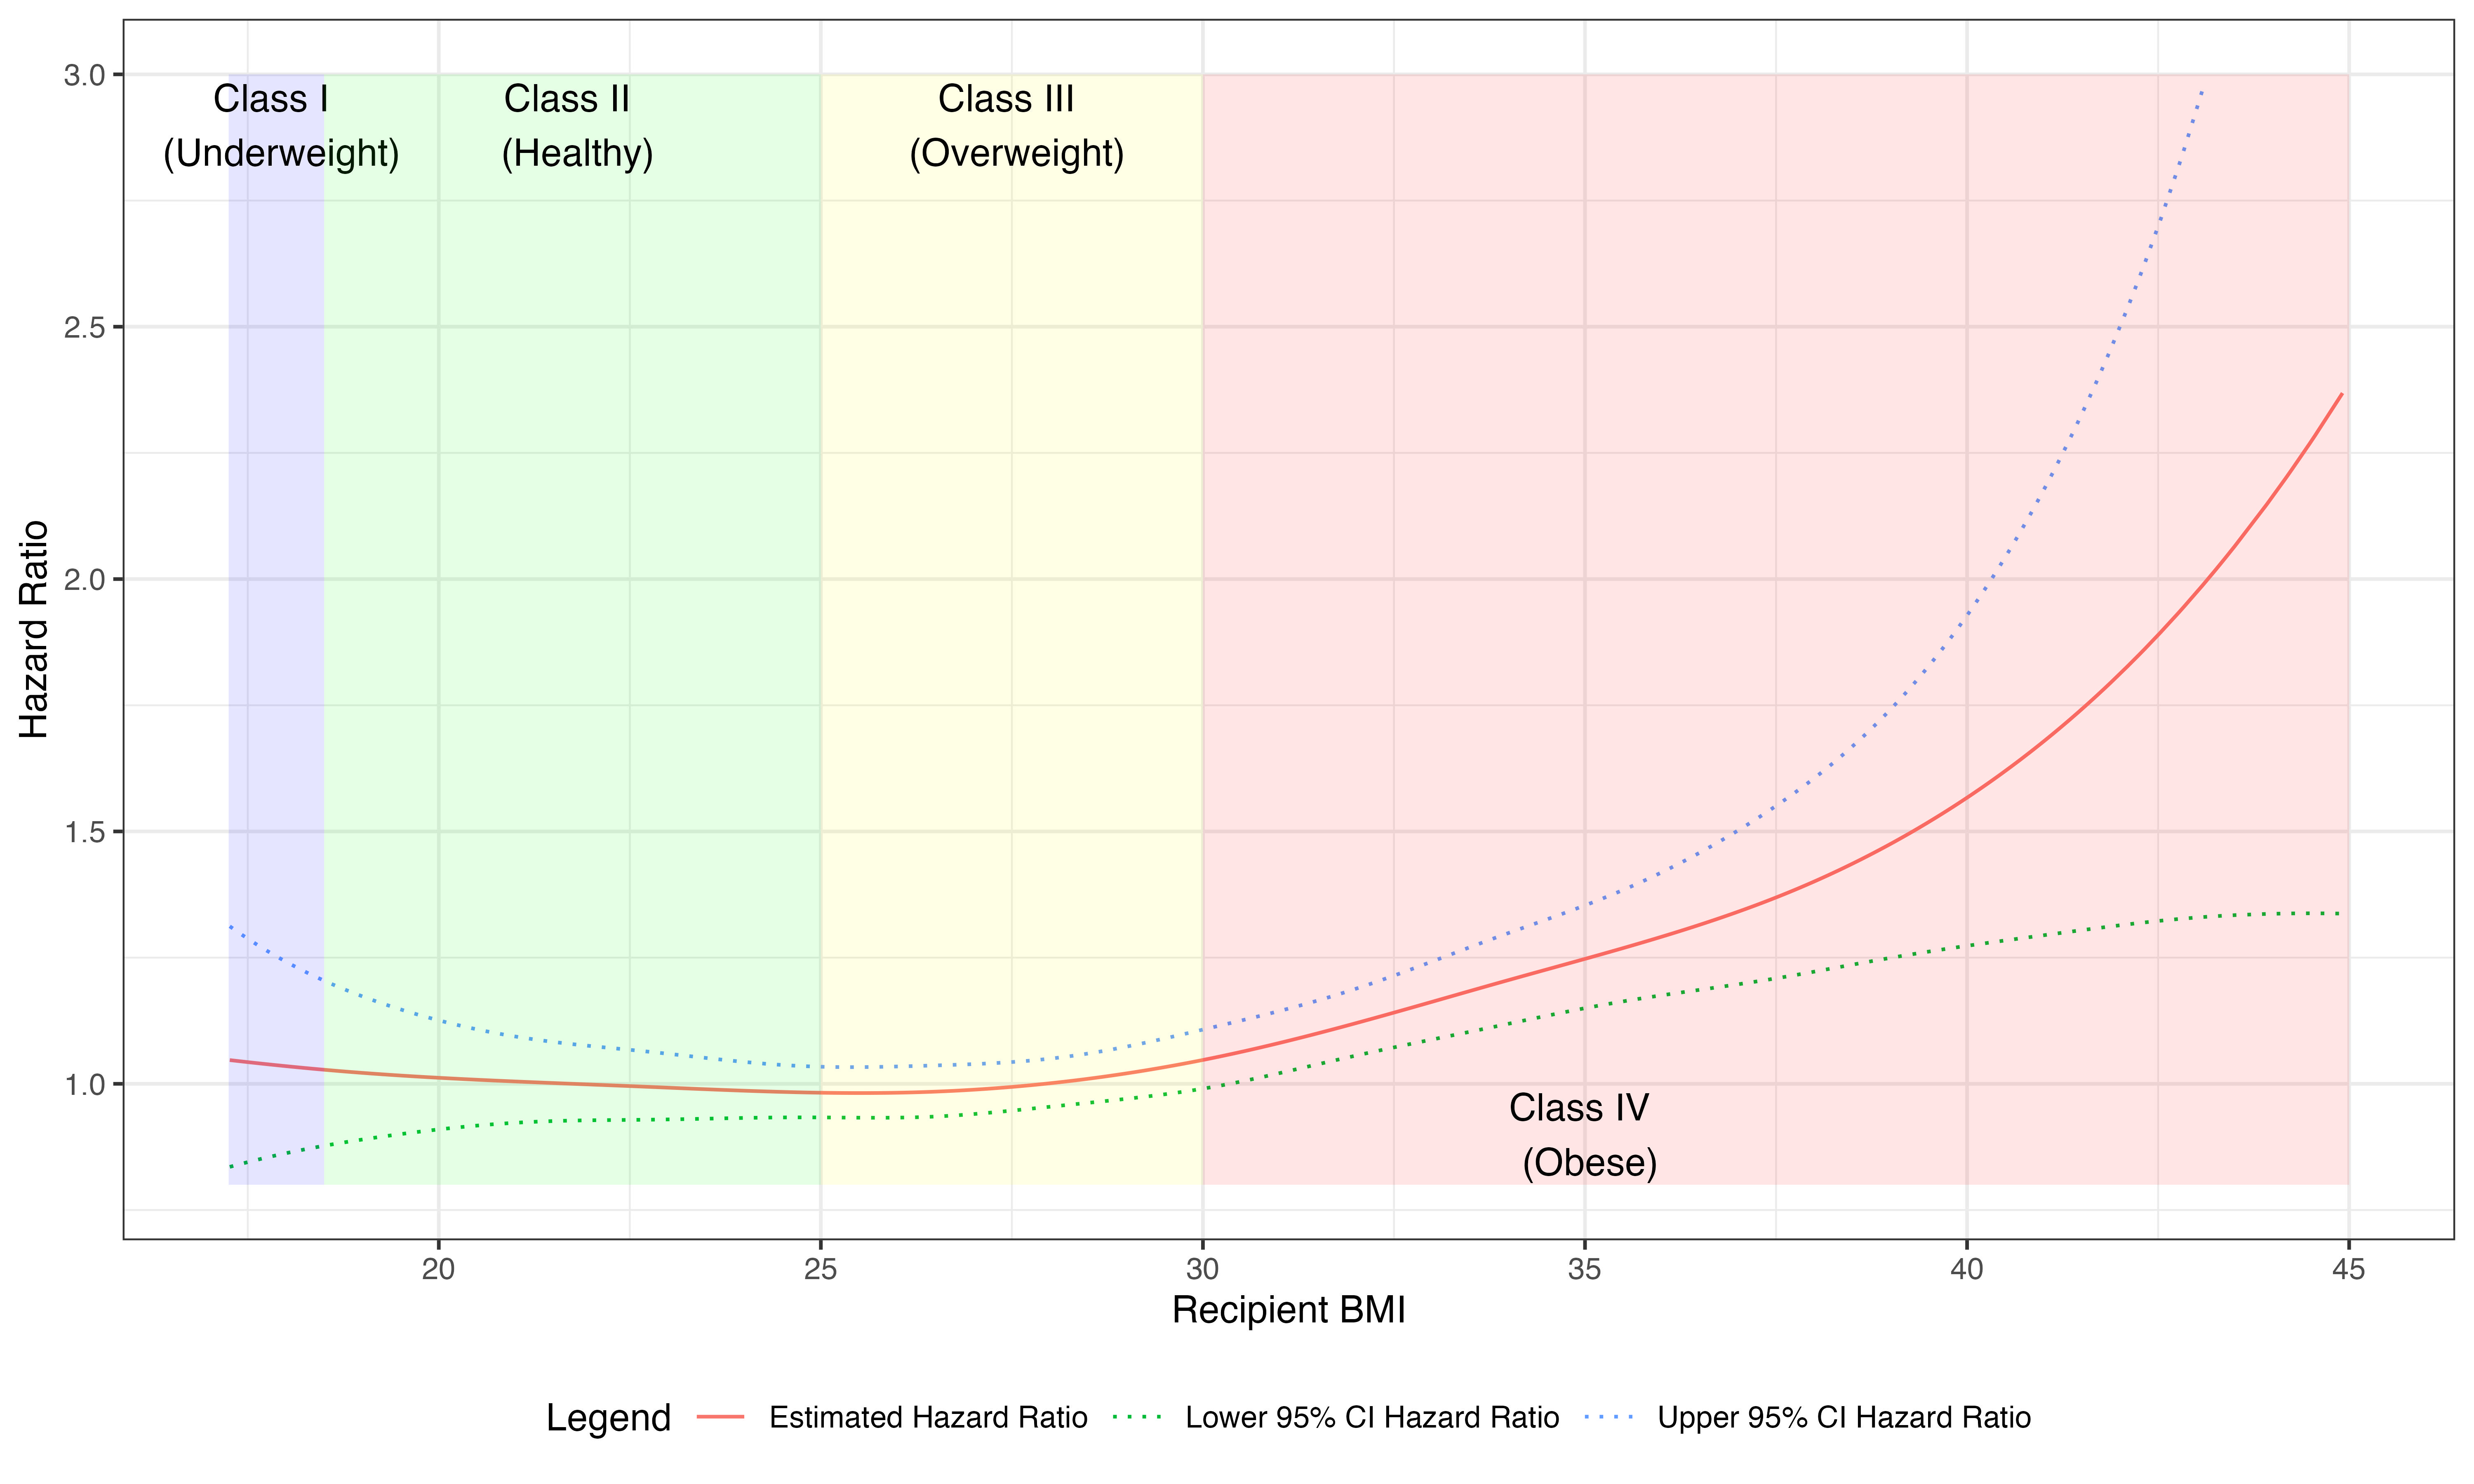 Class I
(Underweight)
Class II
(Healthy)
Class III
(Overweight)
Class IV
(Obese)
Hazard Ratio
3.0
2.5
2.0
1.5
1.0
20 25 30 35 40 45
Recipient BMI
Legend Estimated Hazard Ratio Lower 95% CI Hazard Ratio Upper 95% CI Hazard Ratio